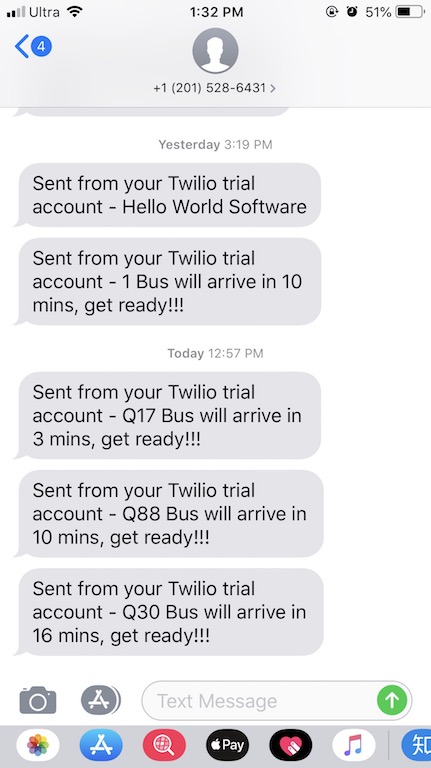 Ultra 1:32 PM 51%
4
+1 (201) 528-6431
Yesterday 3:19 PM
Sent from your Twilio trial
account - Hello World Software
Sent from your Twilio trial
account - 1 Bus will arrive in 10
mins, get ready!!!
Today 12:57 PM
Sent from your Twilio trial
account - Q17 Bus will arrive in
3 mins, get ready!!!
Sent from your Twilio trial
account - Q88 Bus will arrive in
10 mins, get ready!!!
Sent from your Twilio trial
account - Q30 Bus will arrive in
16 mins, get ready!!!
Text Message
Pay 知